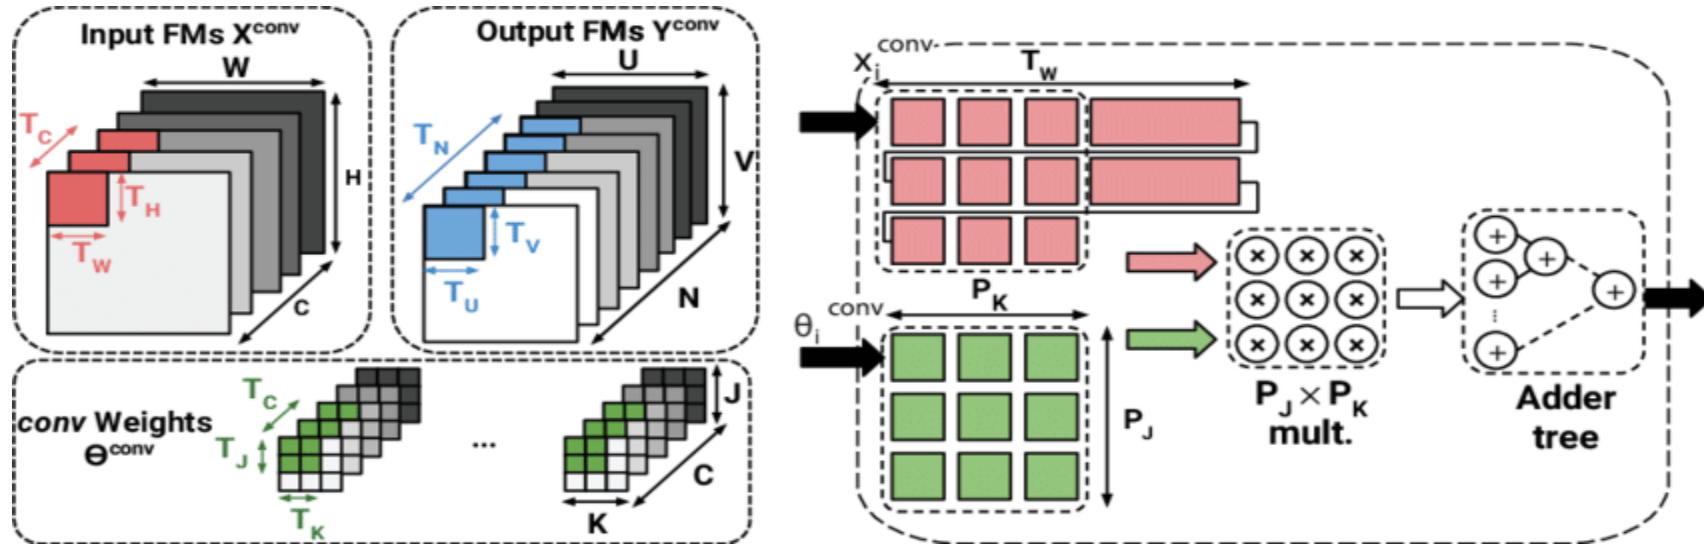 Input FMs X^conv
W
T_C
T_H
T_W
H
C
Output FMs Y^conv
U
T_N
T_V
T_U
V
N
conv Weights
Θ^conv
T_C
T_J
T_K
...
J
C
K
x_i^conv
T_W
P_K
θ_i^conv
P_J
× × ×
× × ×
× × ×
P_J × P_K
mult.
+
+
+
+
+
...
Adder
tree